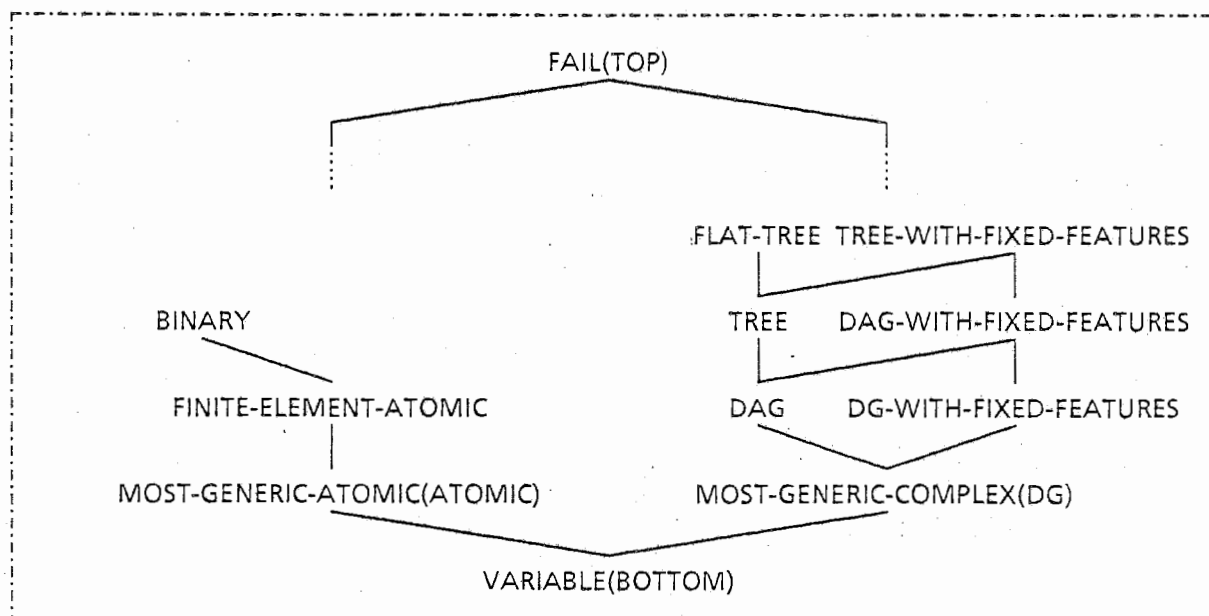 FAIL(TOP)
FLAT-TREE TREE-WITH-FIXED-FEATURES
BINARY TREE DAG-WITH-FIXED-FEATURES
FINITE-ELEMENT-ATOMIC DAG DG-WITH-FIXED-FEATURES
MOST-GENERIC-ATOMIC(ATOMIC) MOST-GENERIC-COMPLEX(DG)
VARIABLE(BOTTOM)